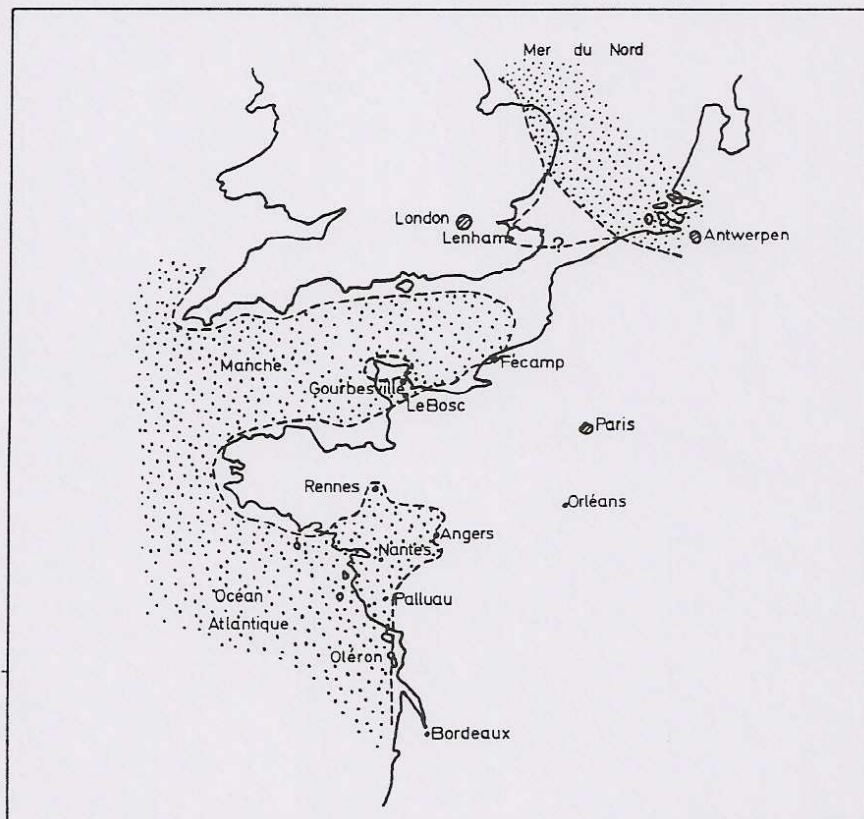 Mer du Nord
London
Lenham
?
Antwerpen
Manche
Fécamp
Gourbesville
Le Bosc
Paris
Rennes
Orléans
Angers
Nantes
Océan
Palluau
Atlantique
Oléron
Bordeaux